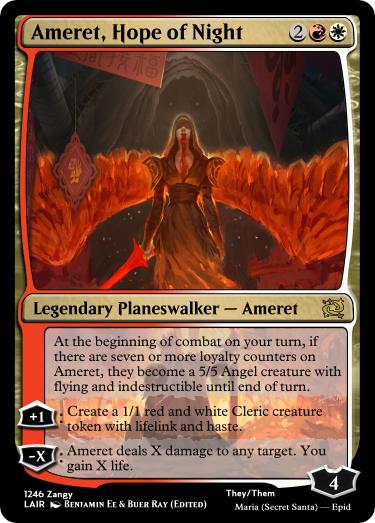 Ameret, Hope of Night 2
Legendary Planeswalker — Ameret
At the beginning of combat on your turn, if
there are seven or more loyalty counters on
Ameret, they become a 5/5 Angel creature with
flying and indestructible until end of turn.
+1: Create a 1/1 red and white Cleric creature
token with lifelink and haste.
-X: Ameret deals X damage to any target. You
gain X life.
4
1246 Zangy They/Them
LAIR Benjamin Ee & Buer Ray (Edited) Maria (Secret Santa) — Epid